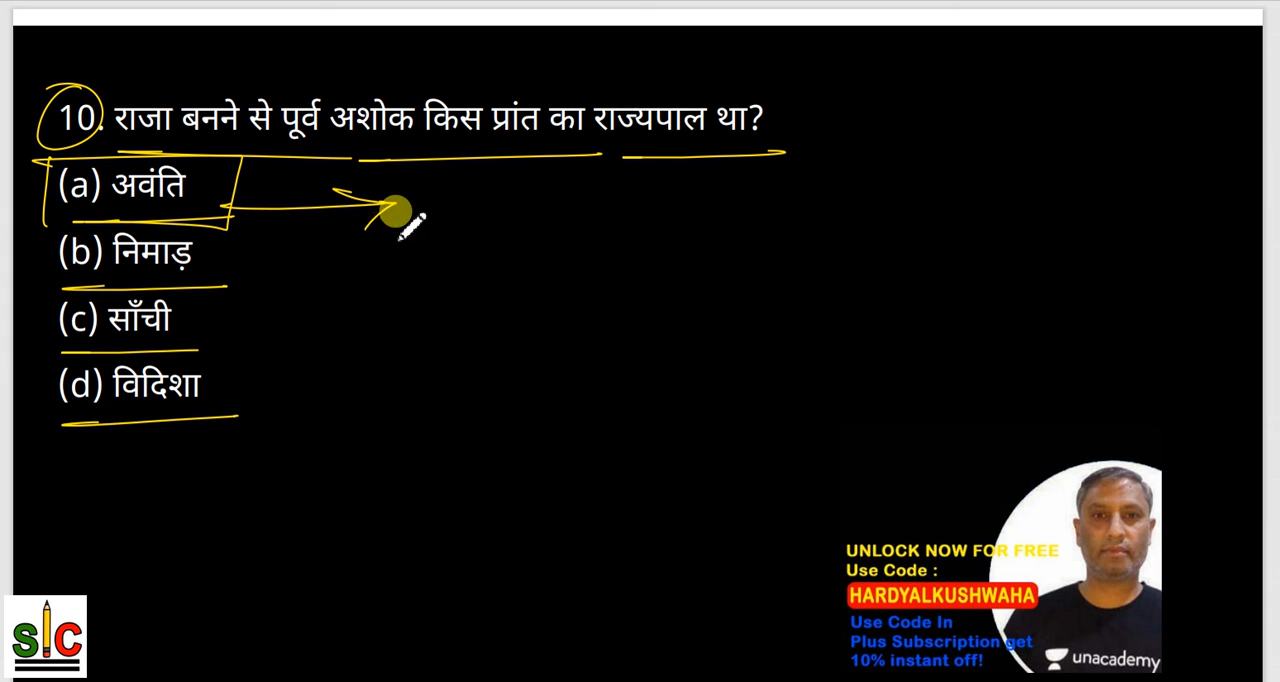 10. राजा बनने से पूर्व अशोक किस प्रांत का राज्यपाल था?
(a) अवंति
(b) निमाड़
(c) साँची
(d) विदिशा
UNLOCK NOW FOR FREE
Use Code :
HARDYALKUSHWAHA
Use Code In
Plus Subscription get
10% instant off!
unacademy
SIC